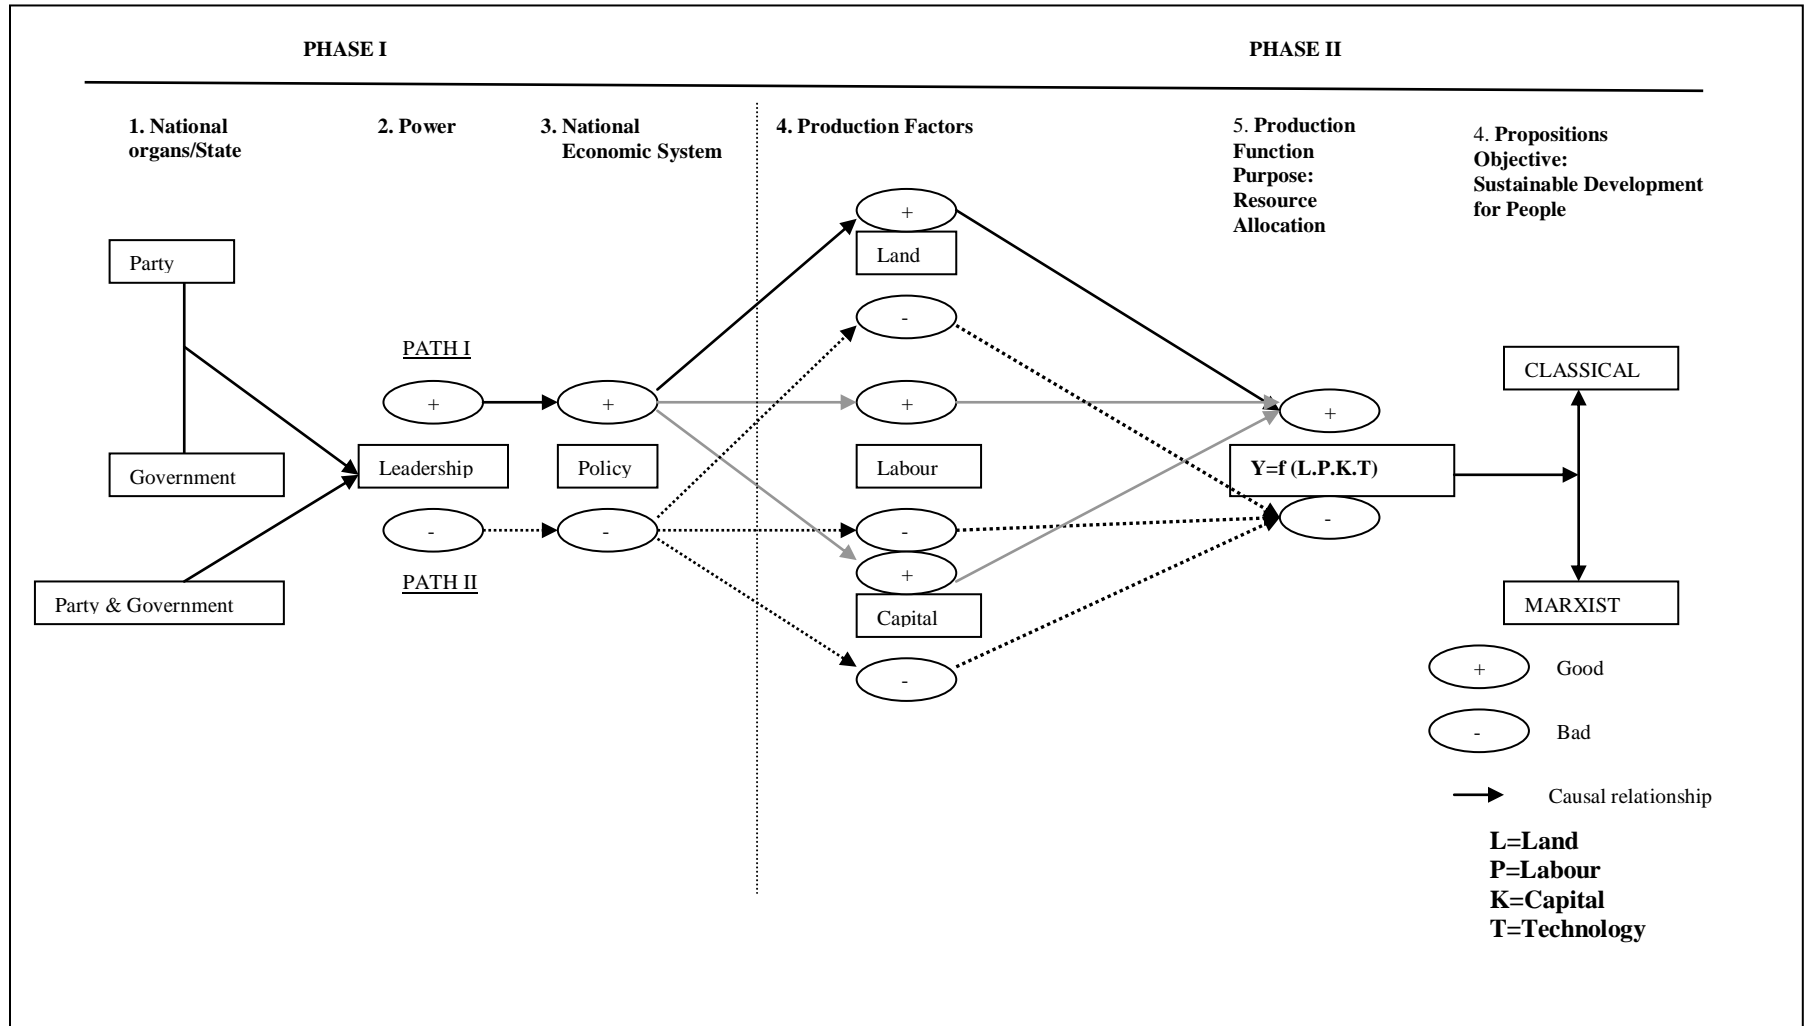 PHASE I
PHASE II
1. National
organs/State
2. Power
3. National
Economic System
4. Production Factors
5. Production
Function
Purpose:
Resource
Allocation
4. Propositions
Objective:
Sustainable Development
for People
+
Land
-
Party
PATH I
+
+
+
+
CLASSICAL
Government
Leadership
Policy
Labour
Y=f (L.P.K.T)
-
-
-
-
PATH II
+
Party & Government
Capital
MARXIST
-
+
Good
-
Bad
Causal relationship
L=Land
P=Labour
K=Capital
T=Technology